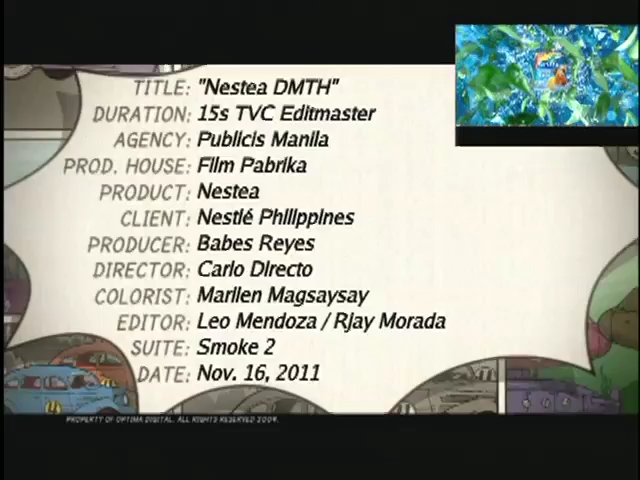 TITLE: "Nestea DMTH"
DURATION: 15s TVC Editmaster
AGENCY: Publicis Manila
PROD. HOUSE: Film Pabrika
PRODUCT: Nestea
CLIENT: Nestlé Philippines
PRODUCER: Babes Reyes
DIRECTOR: Carlo Directo
COLORIST: Marilen Magsaysay
EDITOR: Leo Mendoza / Rjay Morada
SUITE: Smoke 2
DATE: Nov. 16, 2011
PROPERTY OF OPTIMA DIGITAL. ALL RIGHTS RESERVED 2009.